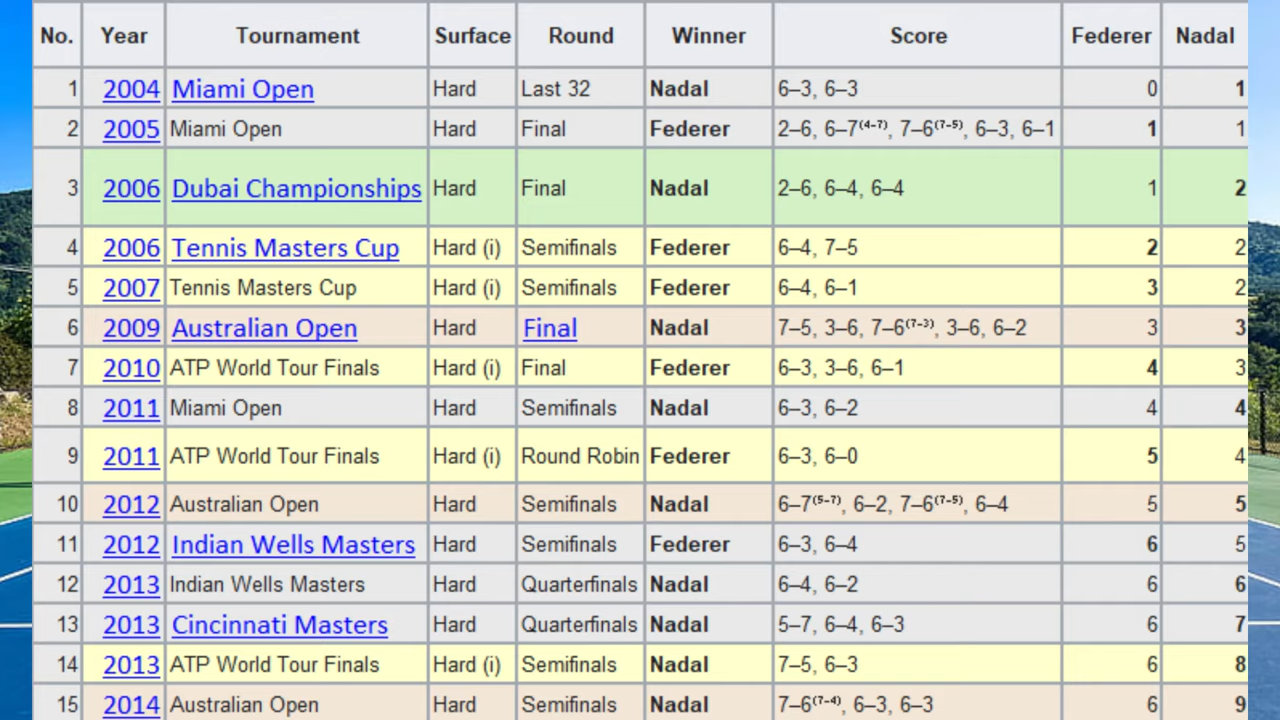 No. Year Tournament Surface Round Winner Score Federer Nadal
1 2004 Miami Open Hard Last 32 Nadal 6–3, 6–3 0 1
2 2005 Miami Open Hard Final Federer 2–6, 6–7(4–7), 7–6(7–5), 6–3, 6–1 1 1
3 2006 Dubai Championships Hard Final Nadal 2–6, 6–4, 6–4 1 2
4 2006 Tennis Masters Cup Hard (i) Semifinals Federer 6–4, 7–5 2 2
5 2007 Tennis Masters Cup Hard (i) Semifinals Federer 6–4, 6–1 3 2
6 2009 Australian Open Hard Final Nadal 7–5, 3–6, 7–6(7–3), 3–6, 6–2 3 3
7 2010 ATP World Tour Finals Hard (i) Final Federer 6–3, 3–6, 6–1 4 3
8 2011 Miami Open Hard Semifinals Nadal 6–3, 6–2 4 4
9 2011 ATP World Tour Finals Hard (i) Round Robin Federer 6–3, 6–0 5 4
10 2012 Australian Open Hard Semifinals Nadal 6–7(5–7), 6–2, 7–6(7–5), 6–4 5 5
11 2012 Indian Wells Masters Hard Semifinals Federer 6–3, 6–4 6 5
12 2013 Indian Wells Masters Hard Quarterfinals Nadal 6–4, 6–2 6 6
13 2013 Cincinnati Masters Hard Quarterfinals Nadal 5–7, 6–4, 6–3 6 7
14 2013 ATP World Tour Finals Hard (i) Semifinals Nadal 7–5, 6–3 6 8
15 2014 Australian Open Hard Semifinals Nadal 7–6(7–4), 6–3, 6–3 6 9